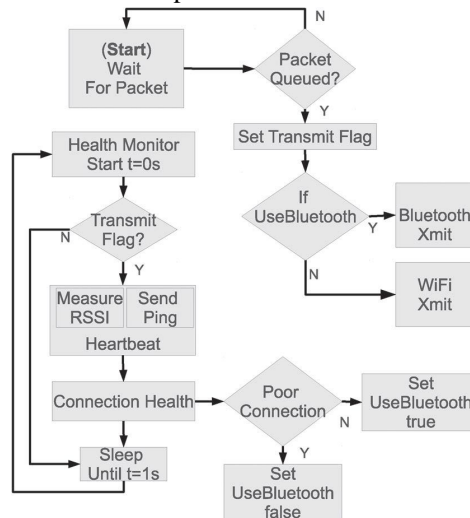 N
(Start)
Wait
For Packet
Packet
Queued?
Y
Set Transmit Flag
Health Monitor
Start t=0s
If
UseBluetooth
Y
Bluetooth
Xmit
N
Transmit
Flag?
Y
N
WiFi
Xmit
Measure
RSSI
Send
Ping
Heartbeat
Connection Health
Poor
Connection
N
Set
UseBluetooth
true
Y
Sleep
Until t=1s
Set
UseBluetooth
false